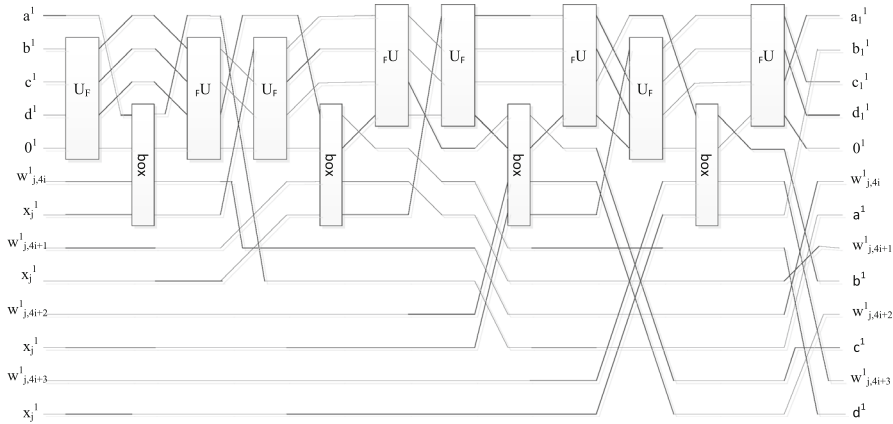 a¹ a₁¹
b¹ b₁¹
c¹ c₁¹
d¹ d₁¹
0¹ 0¹
w¹j,4i w¹j,4i
xj¹ a¹
w¹j,4i+1 w¹j,4i+1
xj¹ b¹
w¹j,4i+2 w¹j,4i+2
xj¹ c¹
w¹j,4i+3 w¹j,4i+3
xj¹ d¹
UF
box
FU
UF
box
FU
UF
box
FU
UF
box
FU